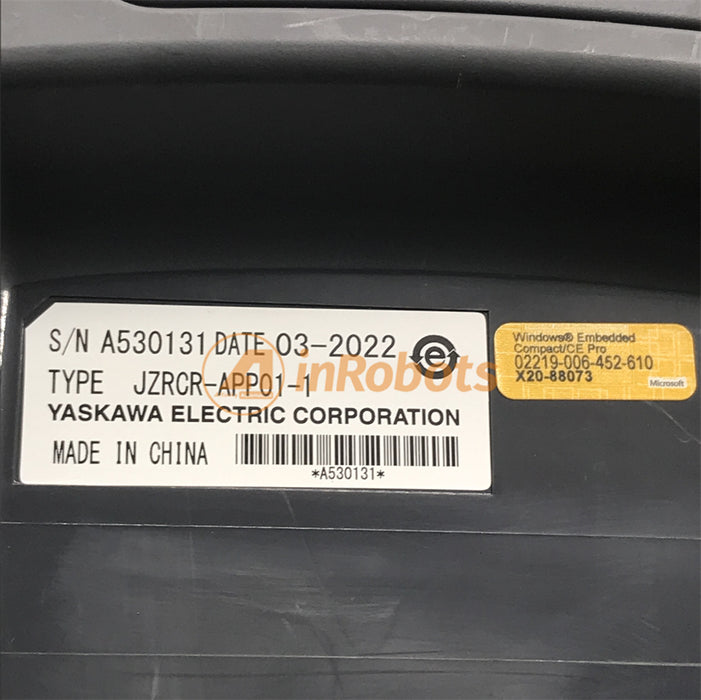 S/N A530131 DATE 03-2022
TYPE JZRCR-APP01-1
YASKAWA ELECTRIC CORPORATION
MADE IN CHINA
*A530131*
e
inRobots
Windows® Embedded
Compact/CE Pro
02219-006-452-610
X20-88073
Microsoft